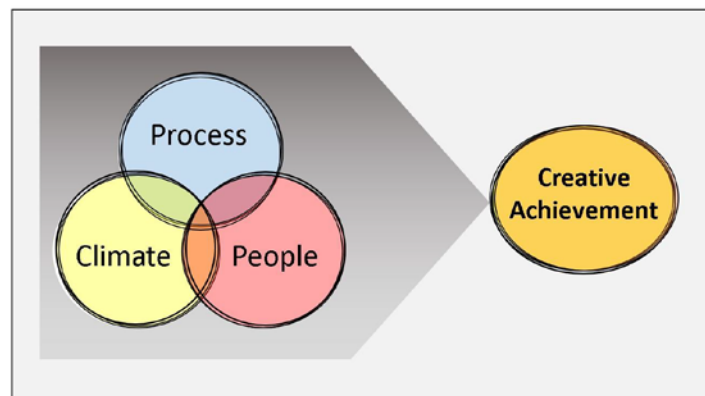 Process
Climate
People
Creative
Achievement